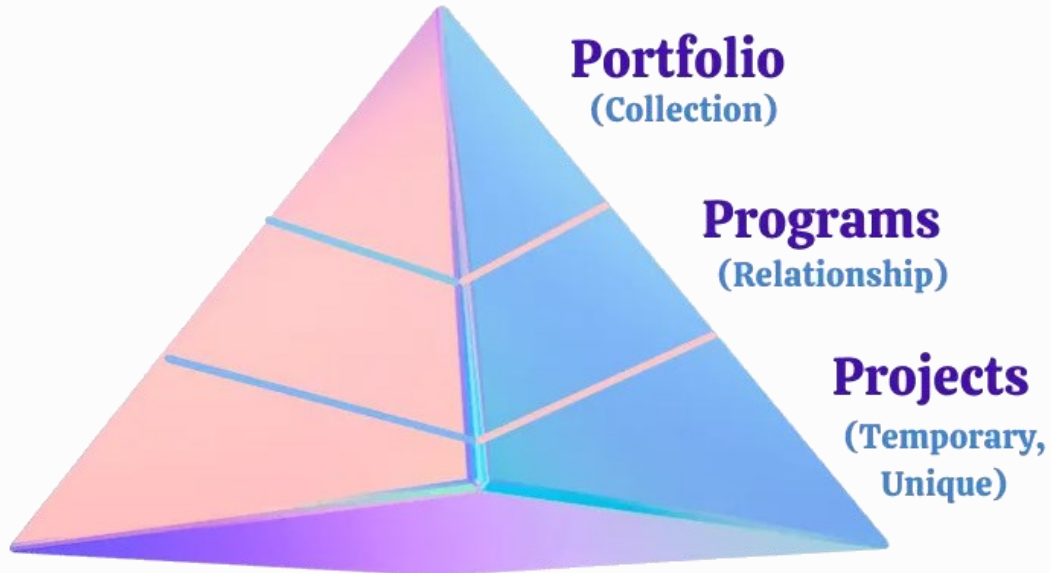 Portfolio
(Collection)
Programs
(Relationship)
Projects
(Temporary,
Unique)